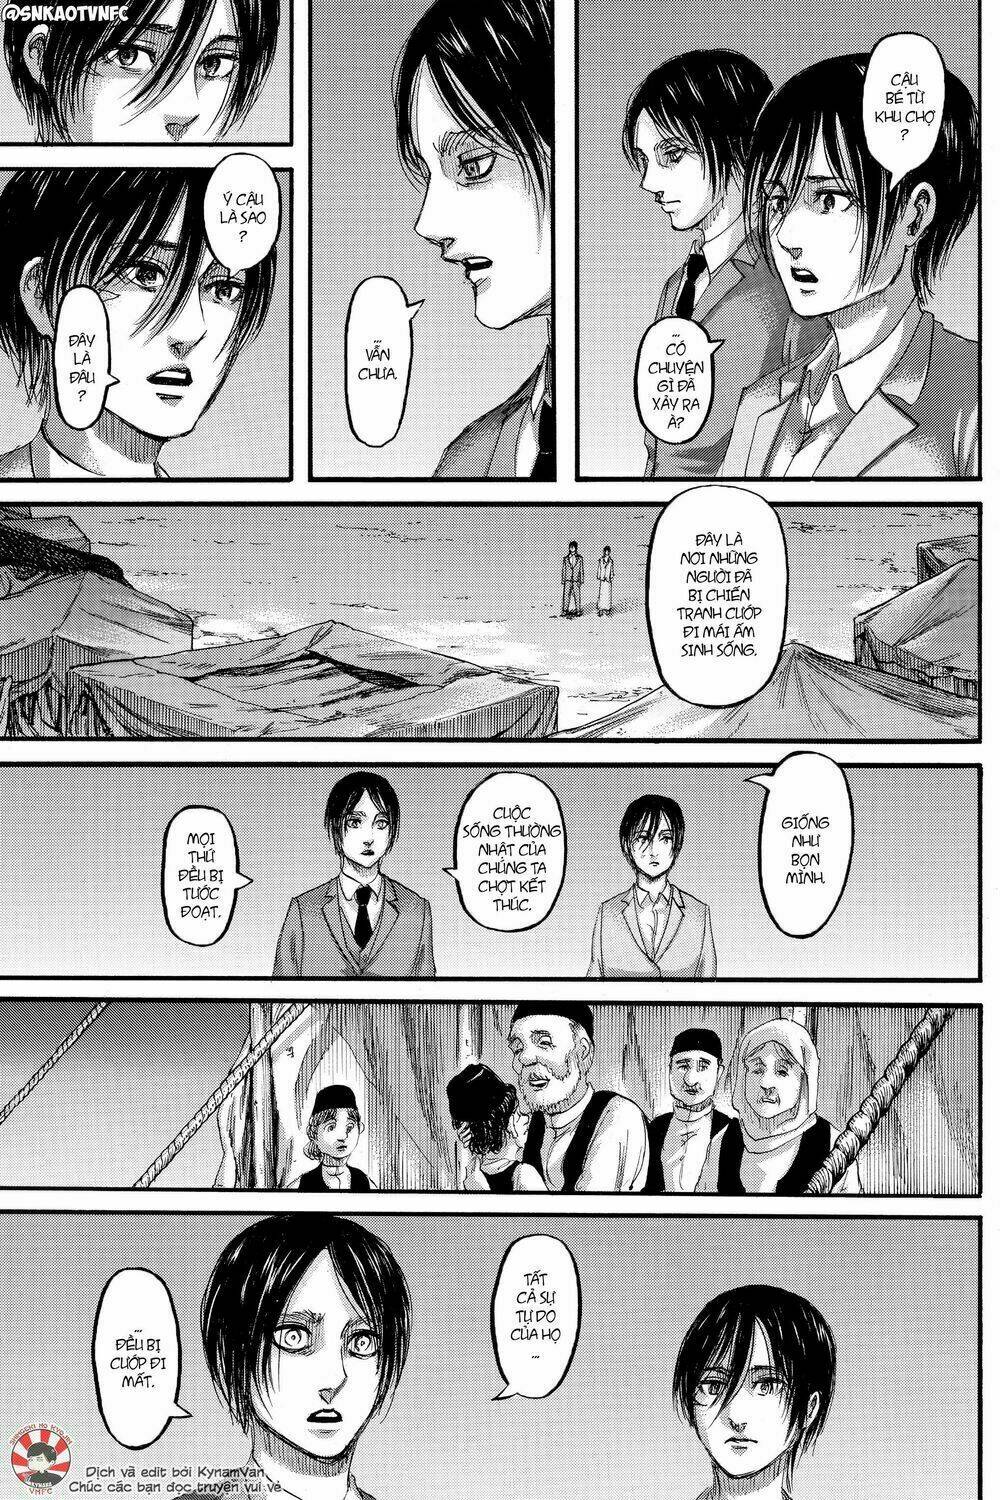 @SNKAOTVNFC
CẬU
BÉ TỪ
KHU CHỢ
?
...
CÓ
CHUYỆN
GÌ ĐÃ
XẢY RA
À?
...
VẪN
CHƯA.
Ý CẬU
LÀ SAO
?
ĐÂY
LÀ
ĐÂU
?
ĐÂY LÀ
NƠI NHỮNG
NGƯỜI ĐÃ
BỊ CHIẾN
TRANH CƯỚP
ĐI MÁI ẤM
SINH SỐNG.
GIỐNG
NHƯ
BỌN
MÌNH.
CUỘC
SỐNG THƯỜNG
NHẬT CỦA
CHÚNG TA
CHỢT KẾT
THÚC.
MỌI
THỨ
ĐỀU BỊ
TƯỚC
ĐOẠT.
TẤT
CẢ SỰ
TỰ DO
CỦA HỌ
...
...
ĐỀU BỊ
CƯỚP ĐI
MẤT.
VNFC
Dịch và edit bởi KynamVan
Chúc các bạn đọc truyện vui vẻ